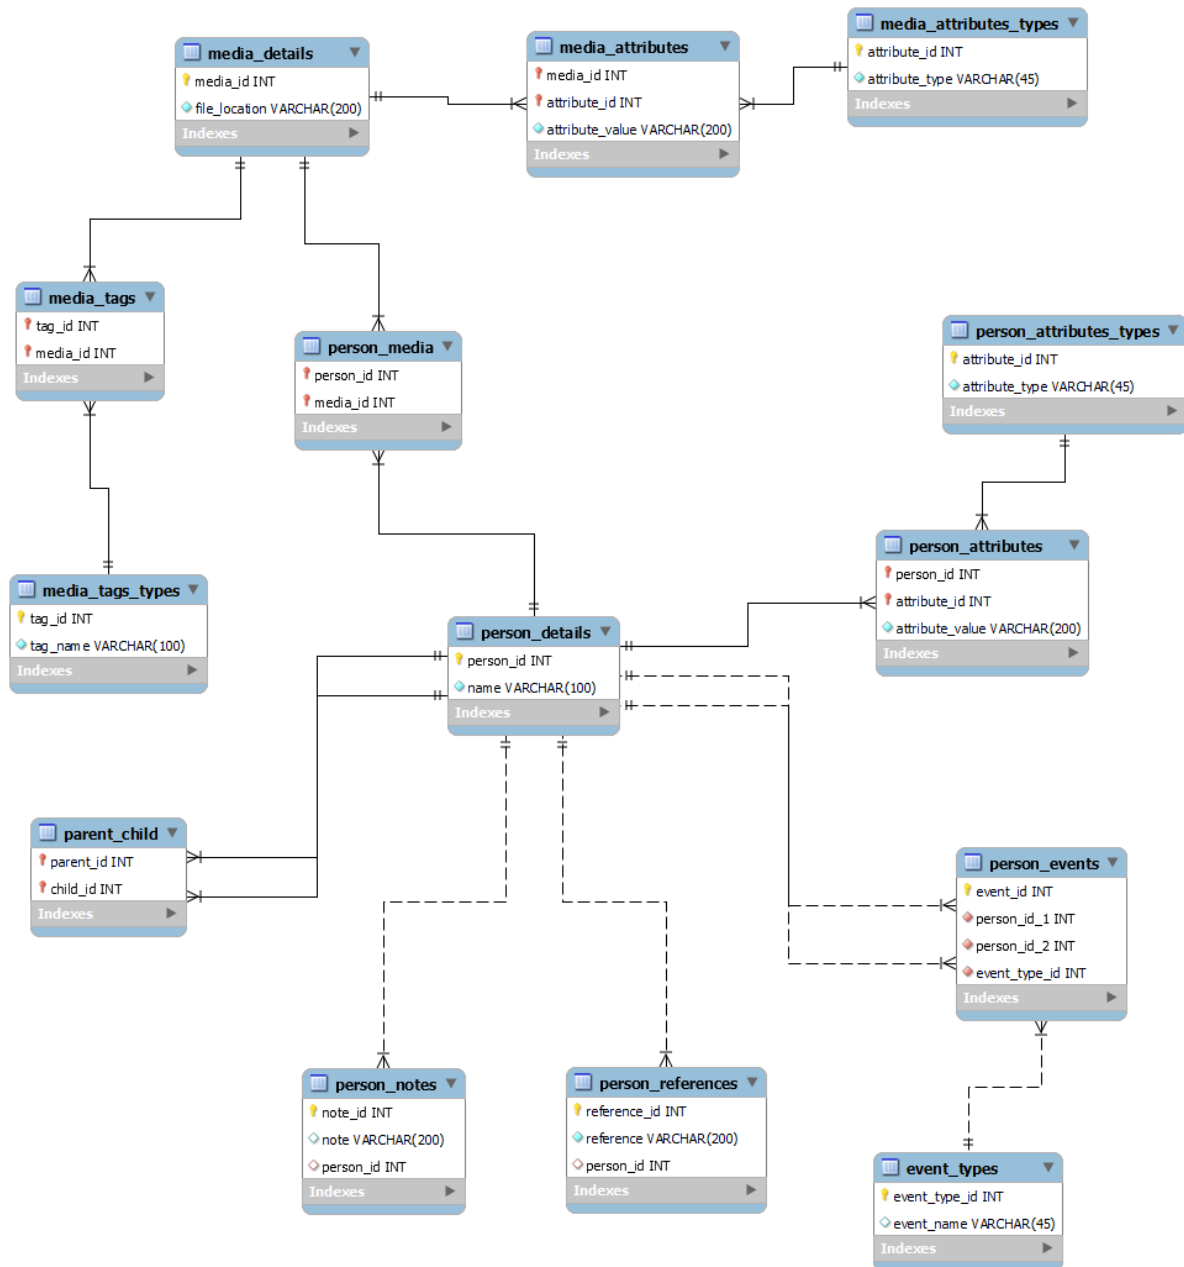 media_details
media_id INT
file_location VARCHAR(200)
Indexes
media_attributes
media_id INT
attribute_id INT
attribute_value VARCHAR(200)
Indexes
media_attributes_types
attribute_id INT
attribute_type VARCHAR(45)
Indexes
media_tags
tag_id INT
media_id INT
Indexes
person_media
person_id INT
media_id INT
Indexes
person_attributes_types
attribute_id INT
attribute_type VARCHAR(45)
Indexes
person_attributes
person_id INT
attribute_id INT
attribute_value VARCHAR(200)
Indexes
media_tags_types
tag_id INT
tag_name VARCHAR(100)
Indexes
person_details
person_id INT
name VARCHAR(100)
Indexes
parent_child
parent_id INT
child_id INT
Indexes
person_events
event_id INT
person_id_1 INT
person_id_2 INT
event_type_id INT
Indexes
person_notes
note_id INT
note VARCHAR(200)
person_id INT
Indexes
person_references
reference_id INT
reference VARCHAR(200)
person_id INT
Indexes
event_types
event_type_id INT
event_name VARCHAR(45)
Indexes